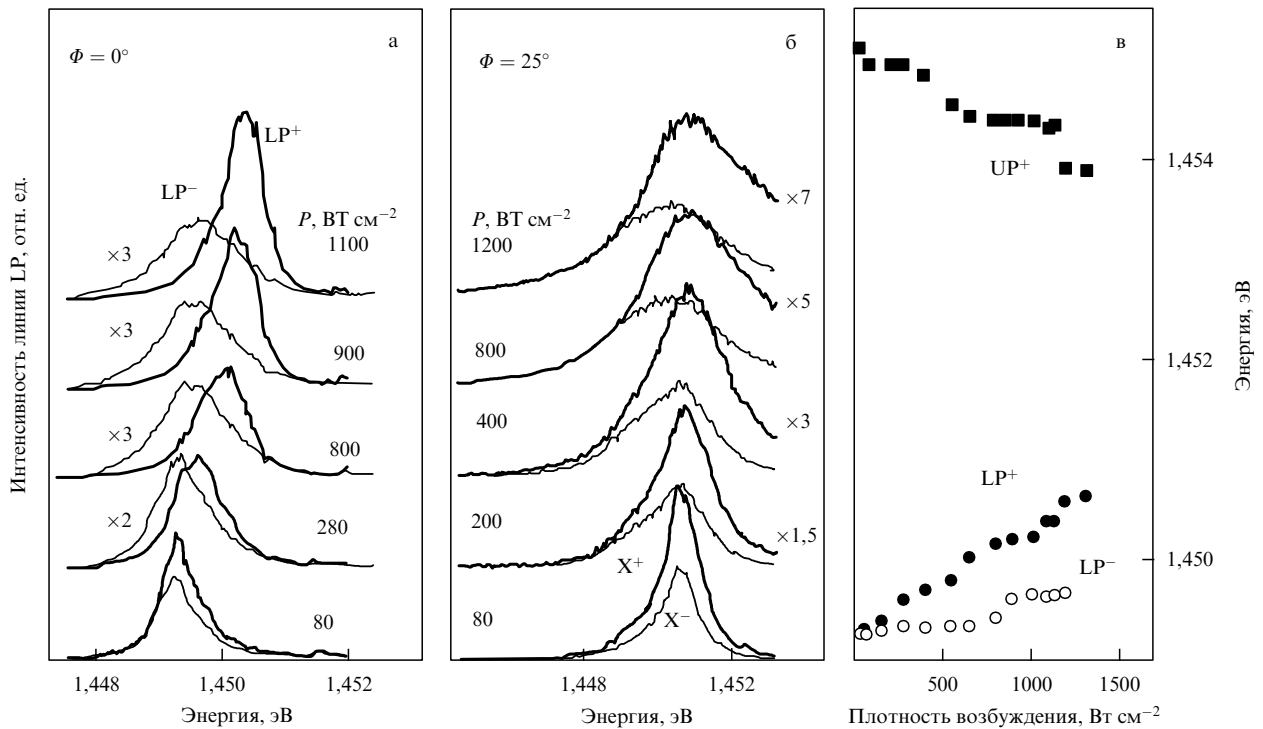 Интенсивность линии LP, отн. ед.
Φ = 0°
а
LP⁺
LP⁻
P, ВТ см⁻²
1100
×3
900
×3
800
×3
280
×2
80
1,448
1,450
1,452
Энергия, эВ
Φ = 25°
б
×7
P, ВТ см⁻²
1200
×5
800
400
×3
200
×1,5
X⁺
80
X⁻
1,448
1,452
Энергия, эВ
в
1,454
UP⁺
1,452
LP⁺
1,450
LP⁻
500
1000
1500
Плотность возбуждения, Вт см⁻²
Энергия, эВ